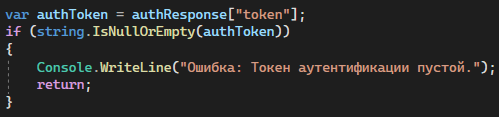 var authToken = authResponse["token"];
if (string.IsNullOrEmpty(authToken))
{
Console.WriteLine("Ошибка: Токен аутентификации пустой.");
return;
}